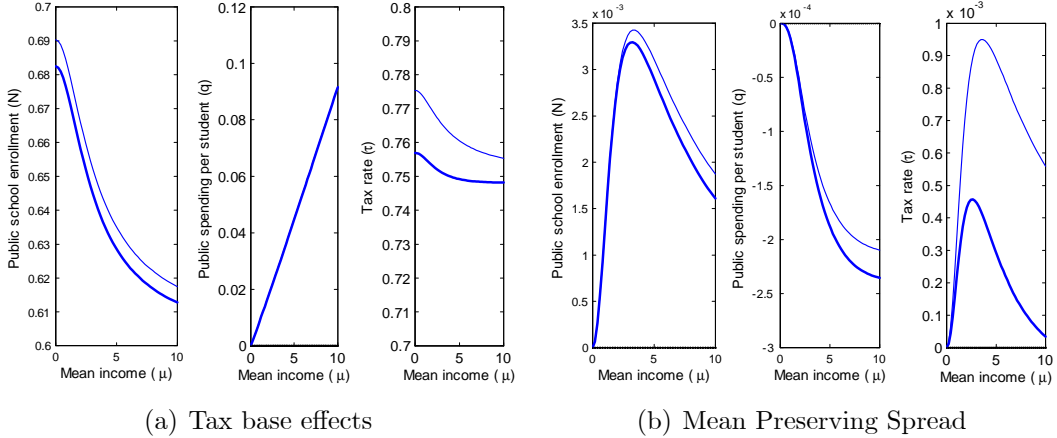 Public school enrollment (N)
0.69
0.68
0.67
0.66
0.65
0.64
0.63
0.62
0.61
0.6
0 5 10
Mean income ( μ)
Public spending per student (q)
0.12
0.1
0.08
0.06
0.04
0.02
0
0 5 10
Mean income ( μ)
Tax rate (τ)
0.8
0.79
0.78
0.77
0.76
0.75
0.74
0.73
0.72
0.71
0.7
0 5 10
Mean income ( μ)
(a) Tax base effects
x 10-3
Public school enrollment (N)
3.5
3
2.5
2
1.5
1
0.5
0
0 5 10
Mean income ( μ)
x 10-4
Public spending per student (q)
0
-0.5
-1
-1.5
-2
-2.5
-3
0 5 10
Mean income ( μ)
x 10-3
Tax rate (τ)
1
0.9
0.8
0.7
0.6
0.5
0.4
0.3
0.2
0.1
0
0 5 10
Mean income ( μ)
(b) Mean Preserving Spread